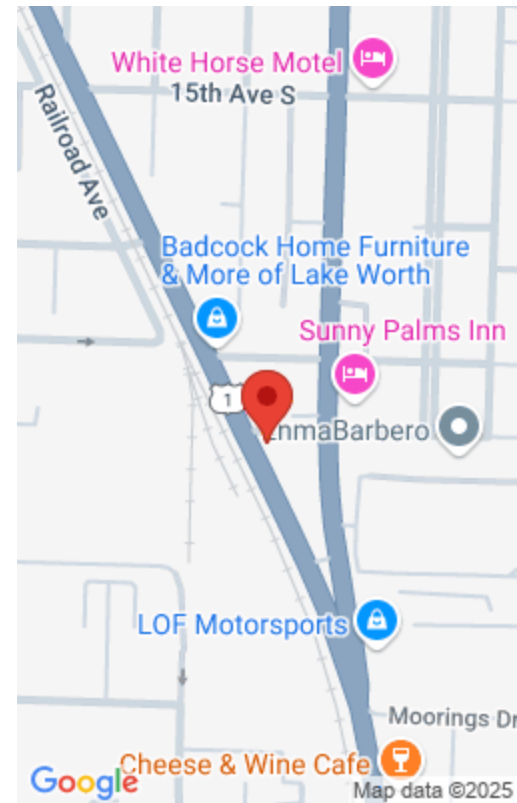 White Horse Motel
15th Ave S
Railroad Ave
Badcock Home Furniture
& More of Lake Worth
Sunny Palms Inn
1
EnmaBarbero
LOF Motorsports
Moorings Dr
Cheese & Wine Cafe
Google
Map data ©2025